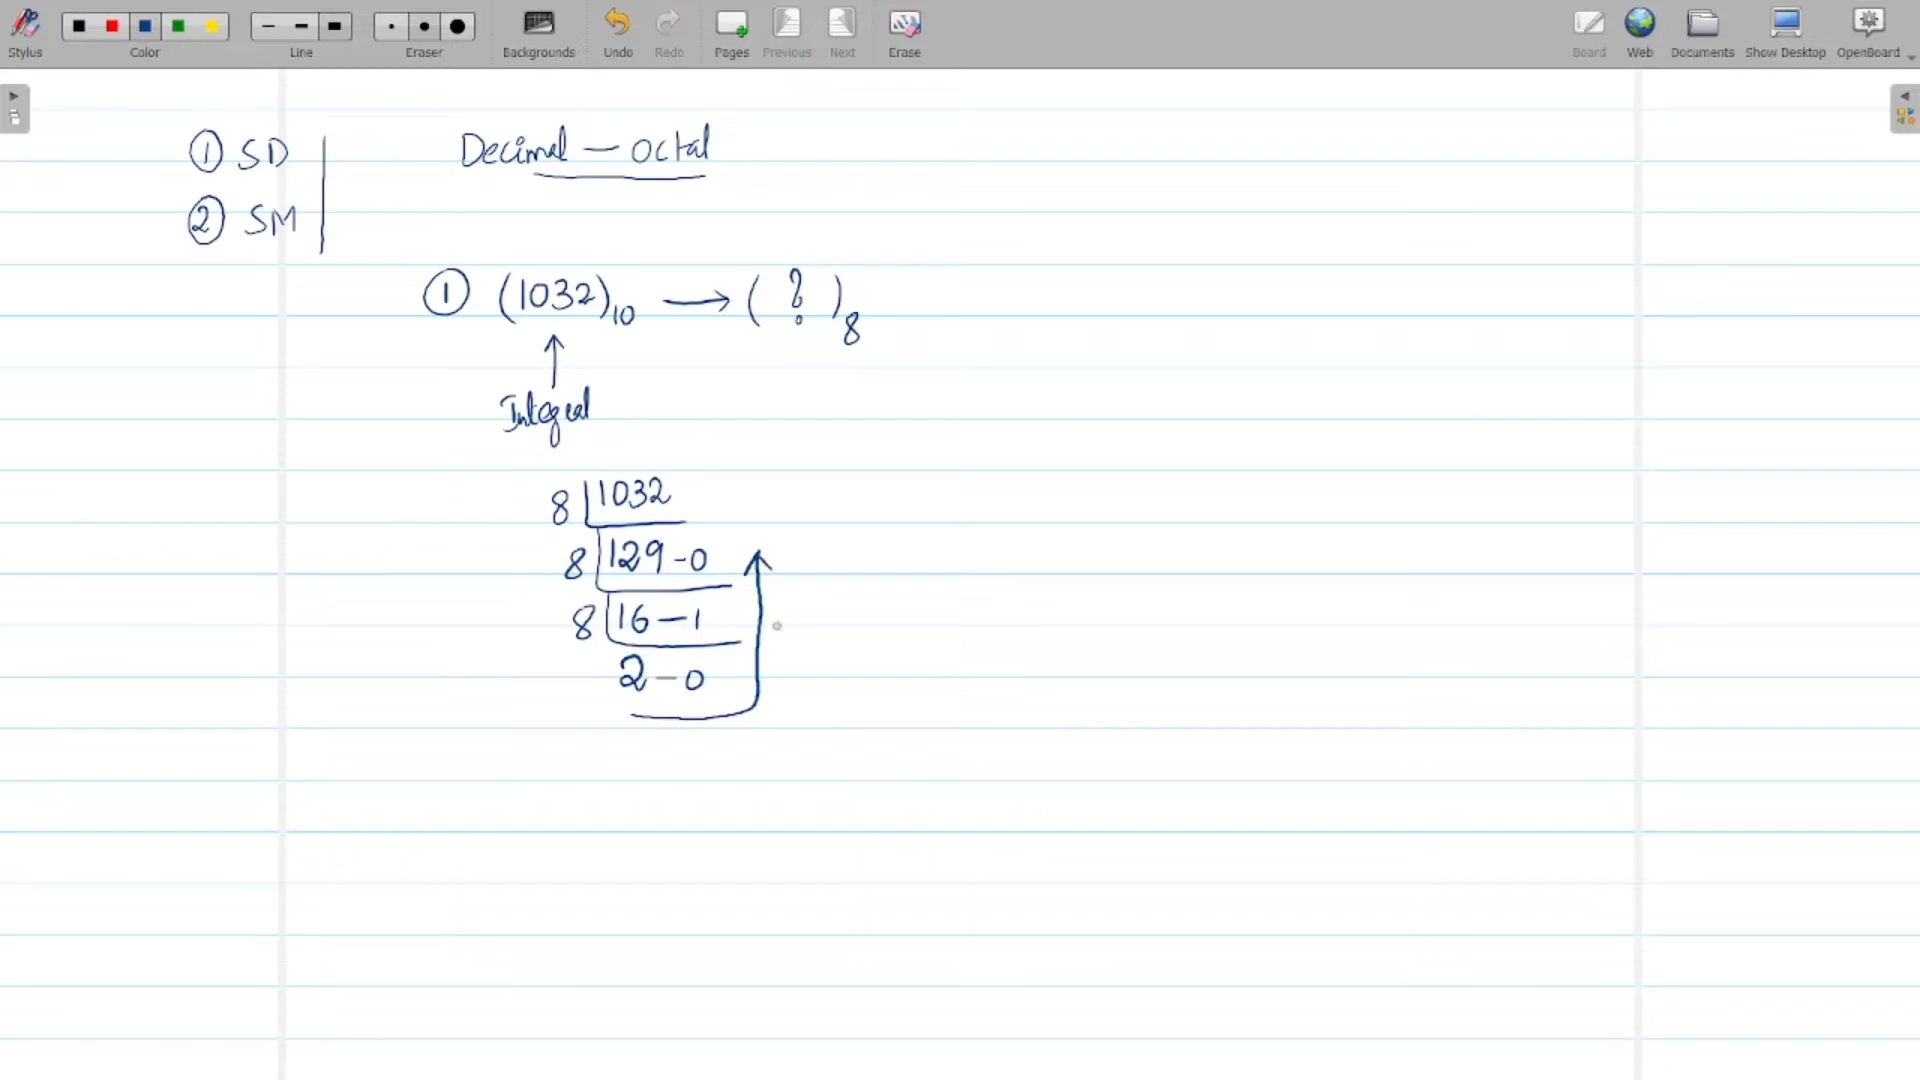 Stylus Color Line Eraser Backgrounds Undo Redo Pages Previous Next Erase Board Web Documents Show Desktop OpenBoard
① SD
② SM
Decimal – octal
① (1032)₁₀ → ( ? )₈
Integral
8 | 1032
8 | 129 - 0
8 | 16 – 1
2 – 0